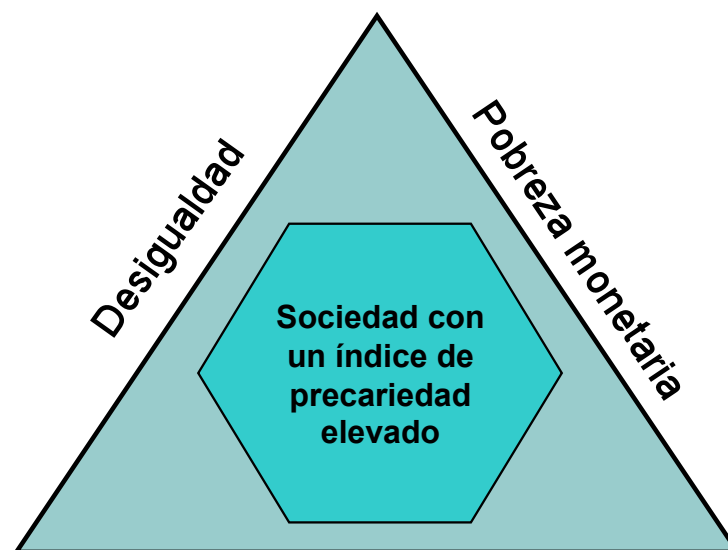 Desigualdad
Pobreza monetaria
Sociedad con
un índice de
precariedad
elevado